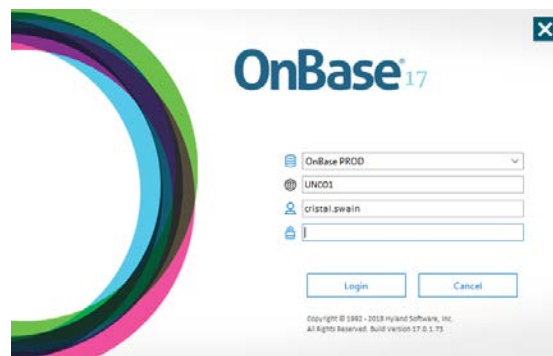 OnBase® 17
OnBase PROD
UNCO1
cristal.swain
Login
Cancel
Copyright © 1992 - 2018 Hyland Software, Inc.
All Rights Reserved. Build Version 17.0.1.73